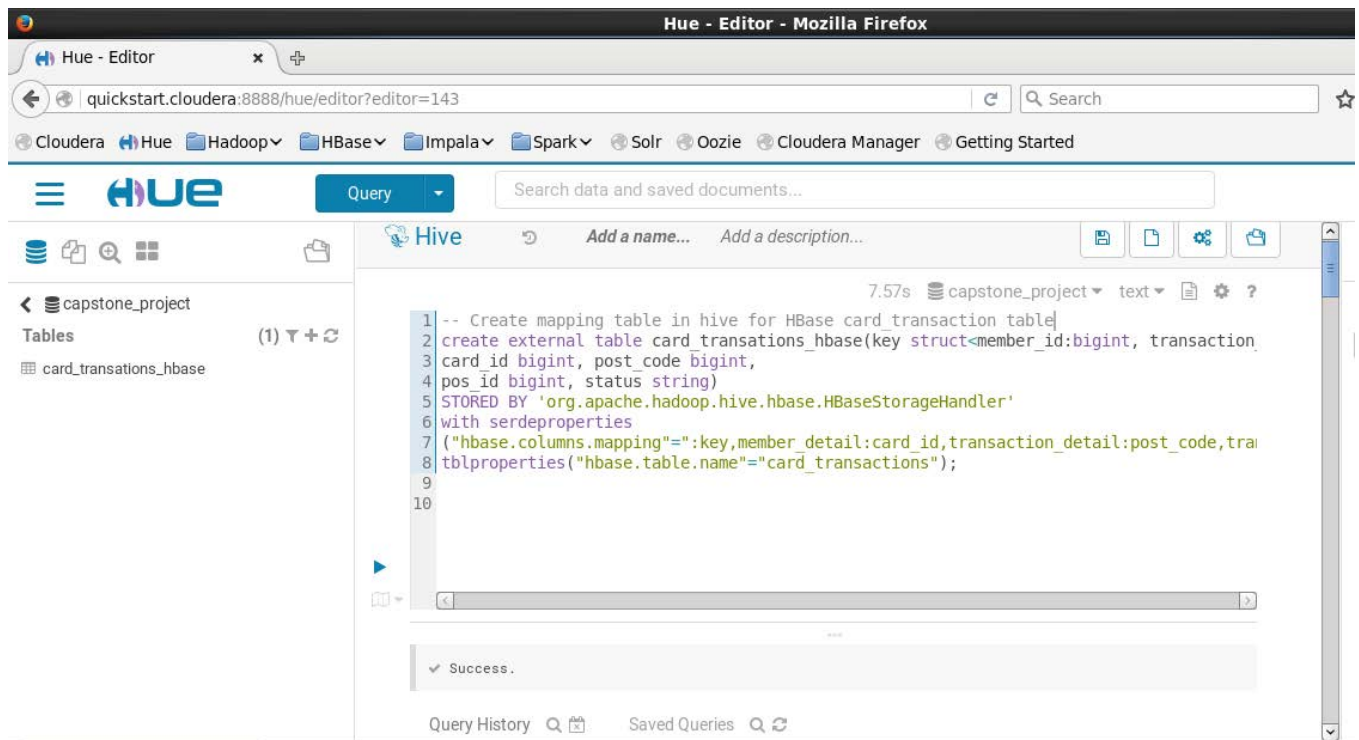 Hue - Editor - Mozilla Firefox
Hue - Editor
quickstart.cloudera:8888/hue/editor?editor=143
Search
Cloudera Hue Hadoop HBase Impala Spark Solr Oozie Cloudera Manager Getting Started
HUE Query Search data and saved documents...
Hive Add a name... Add a description...
capstone_project
Tables (1)
card_transations_hbase
7.57s capstone_project text ?
1 -- Create mapping table in hive for HBase card_transaction table
2 create external table card_transations_hbase(key struct<member_id:bigint, transaction_
3 card_id bigint, post_code bigint,
4 pos_id bigint, status string)
5 STORED BY 'org.apache.hadoop.hive.hbase.HBaseStorageHandler'
6 with serdeproperties
7 ("hbase.columns.mapping"=":key,member_detail:card_id,transaction_detail:post_code,tra
8 tblproperties("hbase.table.name"="card_transactions");
9
10
Success.
Query History Saved Queries